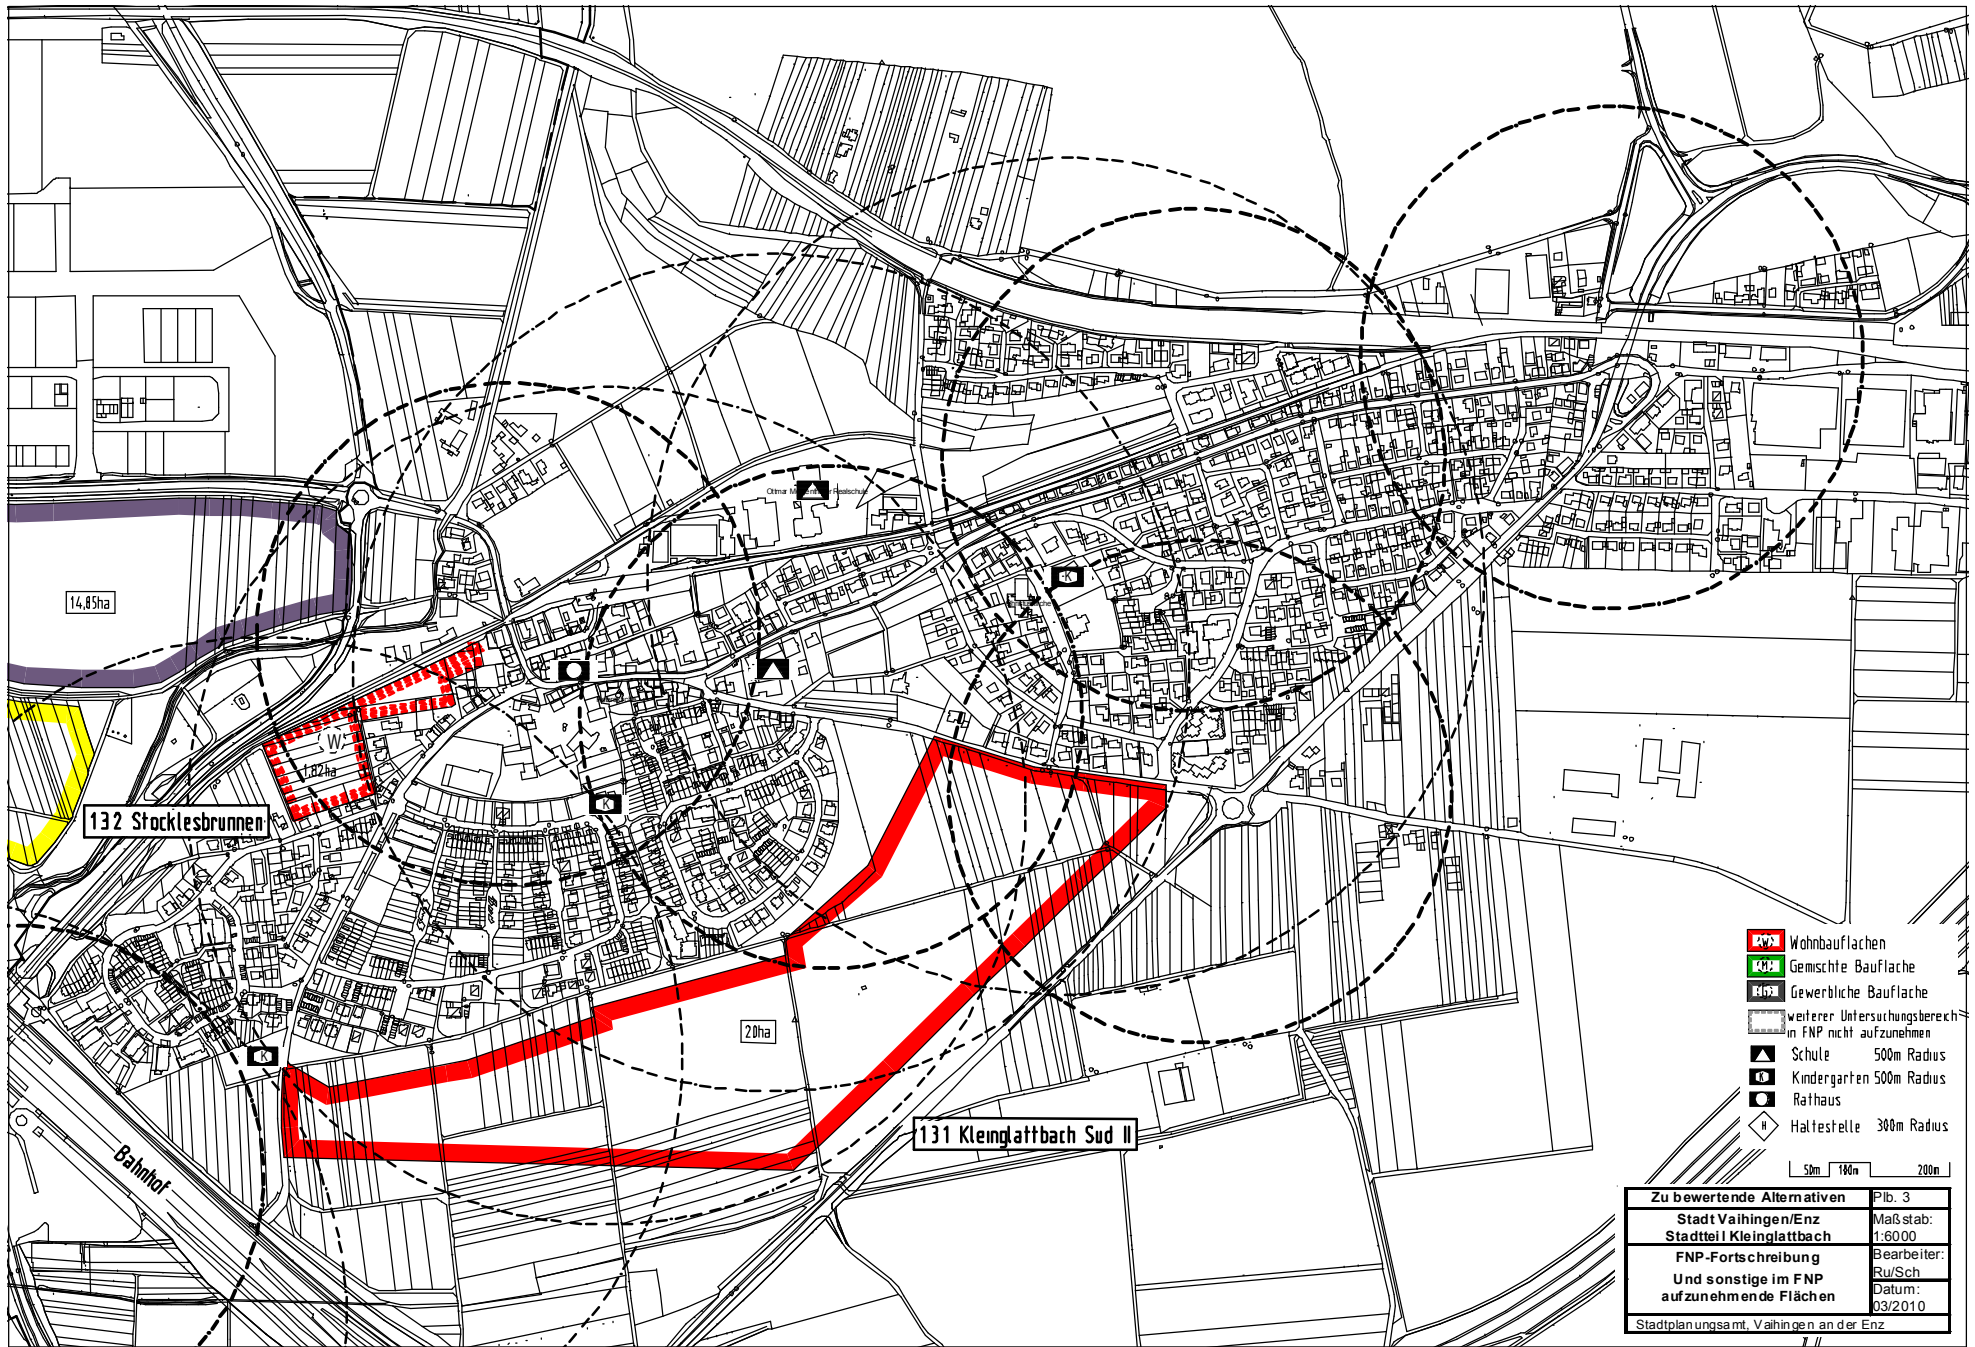 Ottmar Mergenthaler Realschule
K
14,85ha
W
1,82ha
K
132 Stocklesbrunnen
20ha
K
131 Kleinglattbach Sud II
Bahnhof
W Wohnbauflachen
M Gemischte Bauflache
G Gewerbliche Bauflache
weiterer Untersuchungsbereich
in FNP nicht aufzunehmen
Schule 500m Radius
K Kindergarten 500m Radius
Rathaus
H Haltestelle 300m Radius
50m 100m 200m
Zu bewertende Alternativen Plb. 3
Stadt Vaihingen/Enz Maßstab:
Stadtteil Kleinglattbach 1:6000
FNP-Fortschreibung Bearbeiter:
Ru/Sch
Und sonstige im FNP
aufzunehmende Flächen Datum:
03/2010
Stadtplanungsamt, Vaihingen an der Enz